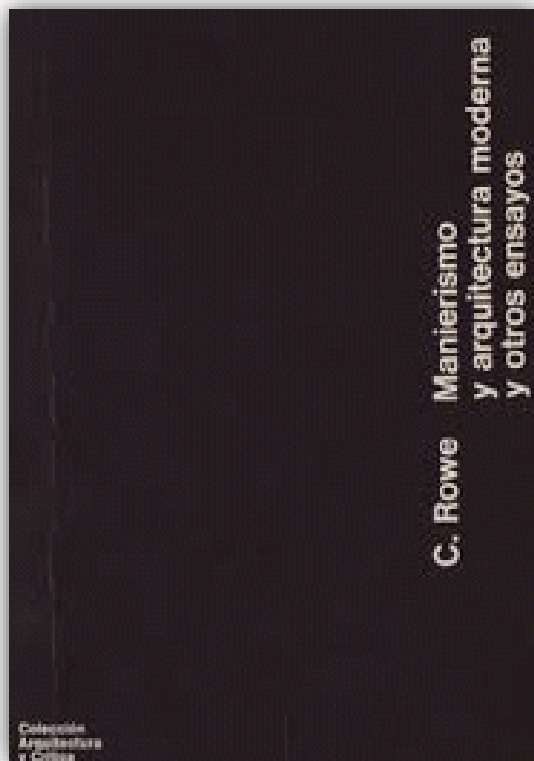 C. Rowe Manierismo
y arquitectura moderna
y otros ensayos
Colección
Arquitectura
y Crítica